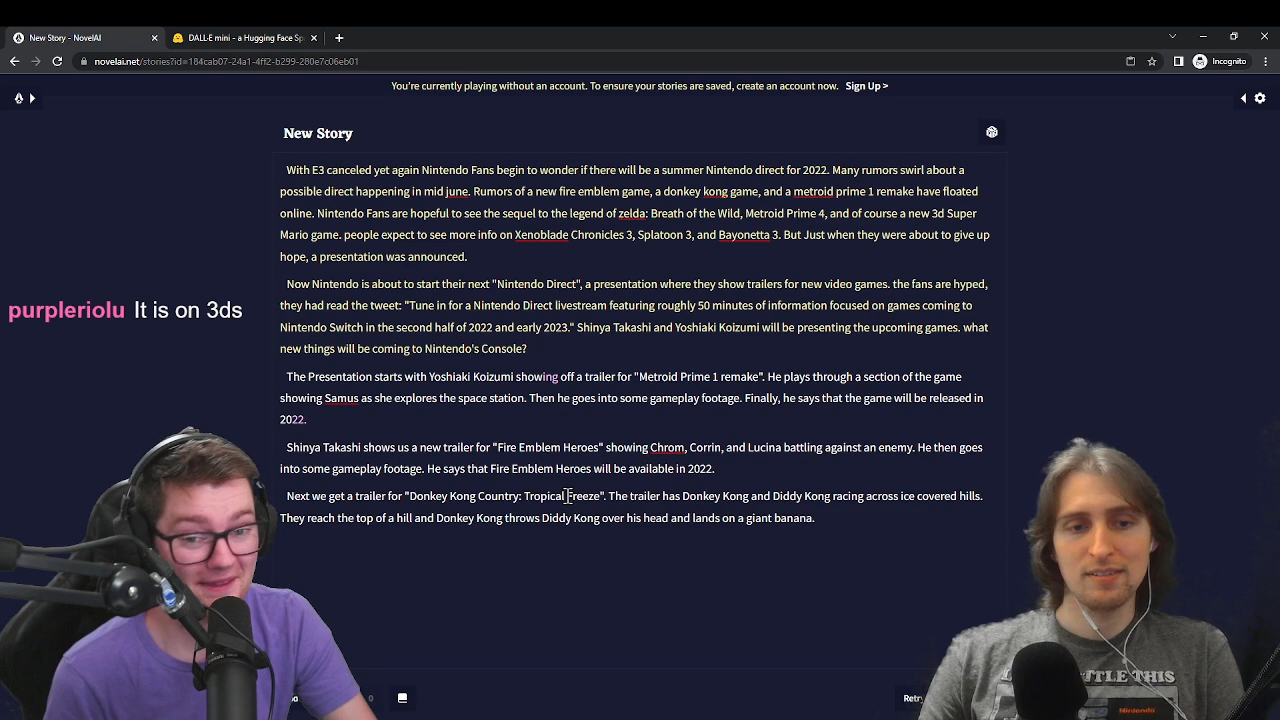 New Story - NovelAI
DALL·E mini - a Hugging Face Sp
novelai.net/stories?id=184cab07-24a1-4ff2-b299-280e7c06eb01
Incognito
You're currently playing without an account. To ensure your stories are saved, create an account now. Sign Up >
New Story
With E3 canceled yet again Nintendo Fans begin to wonder if there will be a summer Nintendo direct for 2022. Many rumors swirl about a
possible direct happening in mid june. Rumors of a new fire emblem game, a donkey kong game, and a metroid prime 1 remake have floated
online. Nintendo Fans are hopeful to see the sequel to the legend of zelda: Breath of the Wild, Metroid Prime 4, and of course a new 3d Super
Mario game. people expect to see more info on Xenoblade Chronicles 3, Splatoon 3, and Bayonetta 3. But Just when they were about to give up
hope, a presentation was announced.
Now Nintendo is about to start their next "Nintendo Direct", a presentation where they show trailers for new video games. the fans are hyped,
they had read the tweet: "Tune in for a Nintendo Direct livestream featuring roughly 50 minutes of information focused on games coming to
Nintendo Switch in the second half of 2022 and early 2023." Shinya Takashi and Yoshiaki Koizumi will be presenting the upcoming games. what
new things will be coming to Nintendo's Console?
purpleriolu It is on 3ds
The Presentation starts with Yoshiaki Koizumi showing off a trailer for "Metroid Prime 1 remake". He plays through a section of the game
showing Samus as she explores the space station. Then he goes into some gameplay footage. Finally, he says that the game will be released in
2022.
Shinya Takashi shows us a new trailer for "Fire Emblem Heroes" showing Chrom, Corrin, and Lucina battling against an enemy. He then goes
into some gameplay footage. He says that Fire Emblem Heroes will be available in 2022.
Next we get a trailer for "Donkey Kong Country: Tropical Freeze". The trailer has Donkey Kong and Diddy Kong racing across ice covered hills.
They reach the top of a hill and Donkey Kong throws Diddy Kong over his head and lands on a giant banana.
0
Retry
TLE THIS
Nintendo